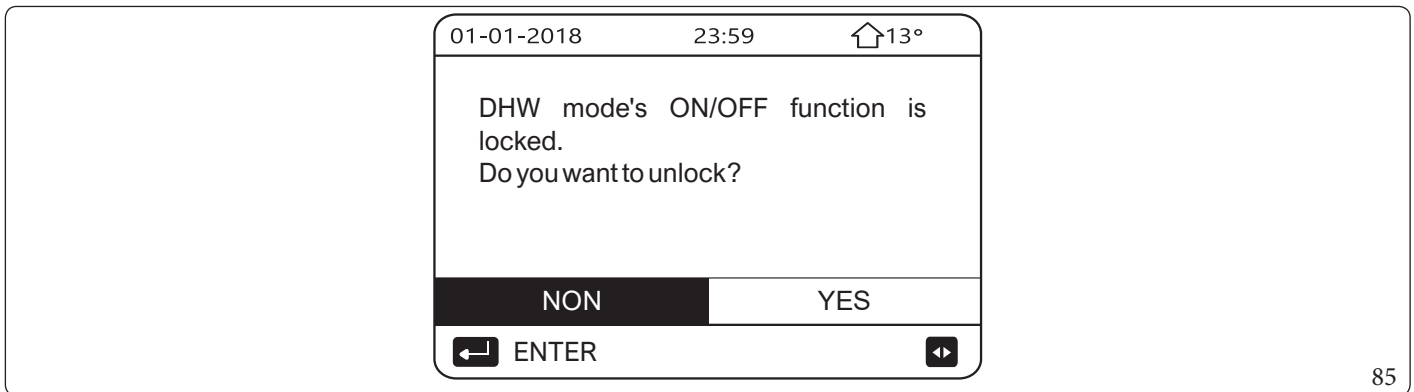 01-01-2018 23:59 13°
DHW mode's ON/OFF function is
locked.
Do you want to unlock?
NON YES
ENTER
85